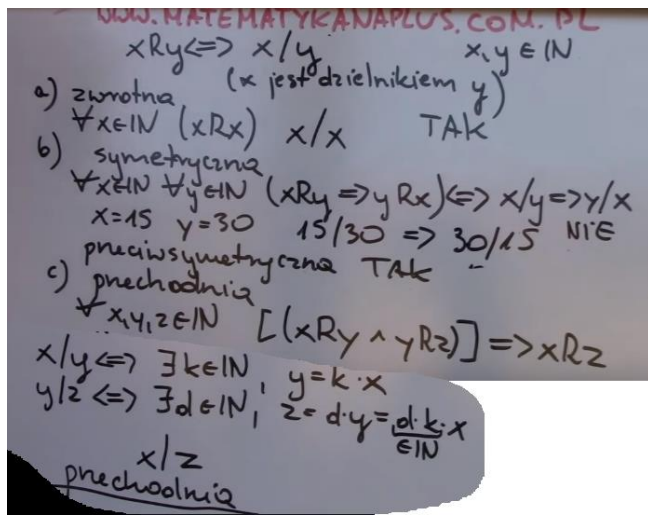 WWW.MATEMATYKANAPLUS.COM.PL
xRy<=> x/y x,y ∈ IN
(x jest dzielnikiem y)
a) zwrotna
∀x∈IN (xRx) x/x TAK
b) symetryczna
∀x∈IN ∀y∈IN (xRy => yRx) <=> x/y => y/x
x=15 y=30 15/30 => 30/15 NIE
przeciwsymetryczna TAK
c) przechodnia
∀x,y,z∈IN [(xRy ^ yRz)] => xRz
x/y <=> ∃k∈IN; y=k·x
y/z <=> ∃d∈IN; z=d·y=d·k·x
∈IN
x/z
przechodnia